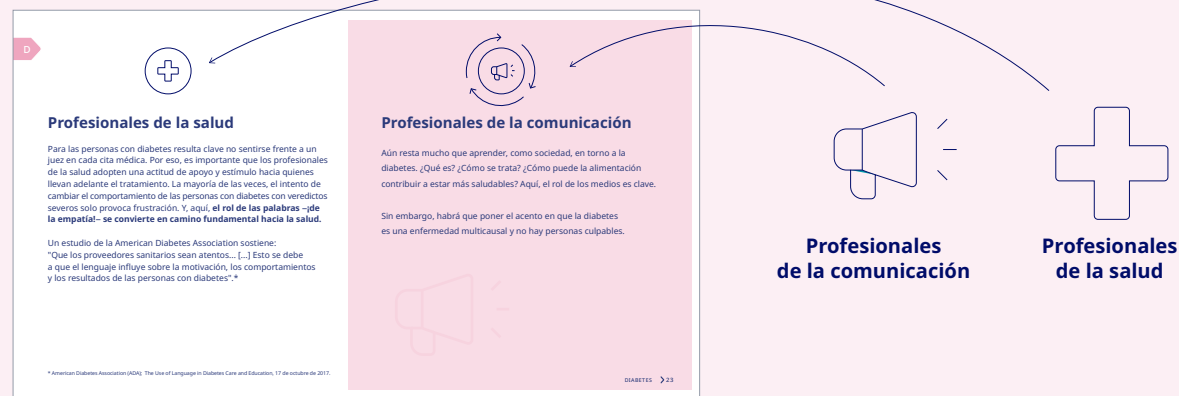 D
Profesionales de la salud
Para las personas con diabetes resulta clave no sentirse frente a un
juez en cada cita médica. Por eso, es importante que los profesionales
de la salud adopten una actitud de apoyo y estímulo hacia quienes
llevan adelante el tratamiento. La mayoría de las veces, el intento de
cambiar el comportamiento de las personas con diabetes con veredictos
severos solo provoca frustración. Y, aquí, el rol de las palabras –¡de
la empatía!– se convierte en camino fundamental hacia la salud.
Un estudio de la American Diabetes Association sostiene:
"Que los proveedores sanitarios sean atentos... [...] Esto se debe
a que el lenguaje influye sobre la motivación, los comportamientos
y los resultados de las personas con diabetes".*
* American Diabetes Association (ADA): The Use of Language in Diabetes Care and Education, 17 de octubre de 2017.
Profesionales de la comunicación
Aún resta mucho que aprender, como sociedad, en torno a la
diabetes. ¿Qué es? ¿Cómo se trata? ¿Cómo puede la alimentación
contribuir a estar más saludables? Aquí, el rol de los medios es clave.
Sin embargo, habrá que poner el acento en que la diabetes
es una enfermedad multicausal y no hay personas culpables.
DIABETES 23
Profesionales
de la comunicación
Profesionales
de la salud